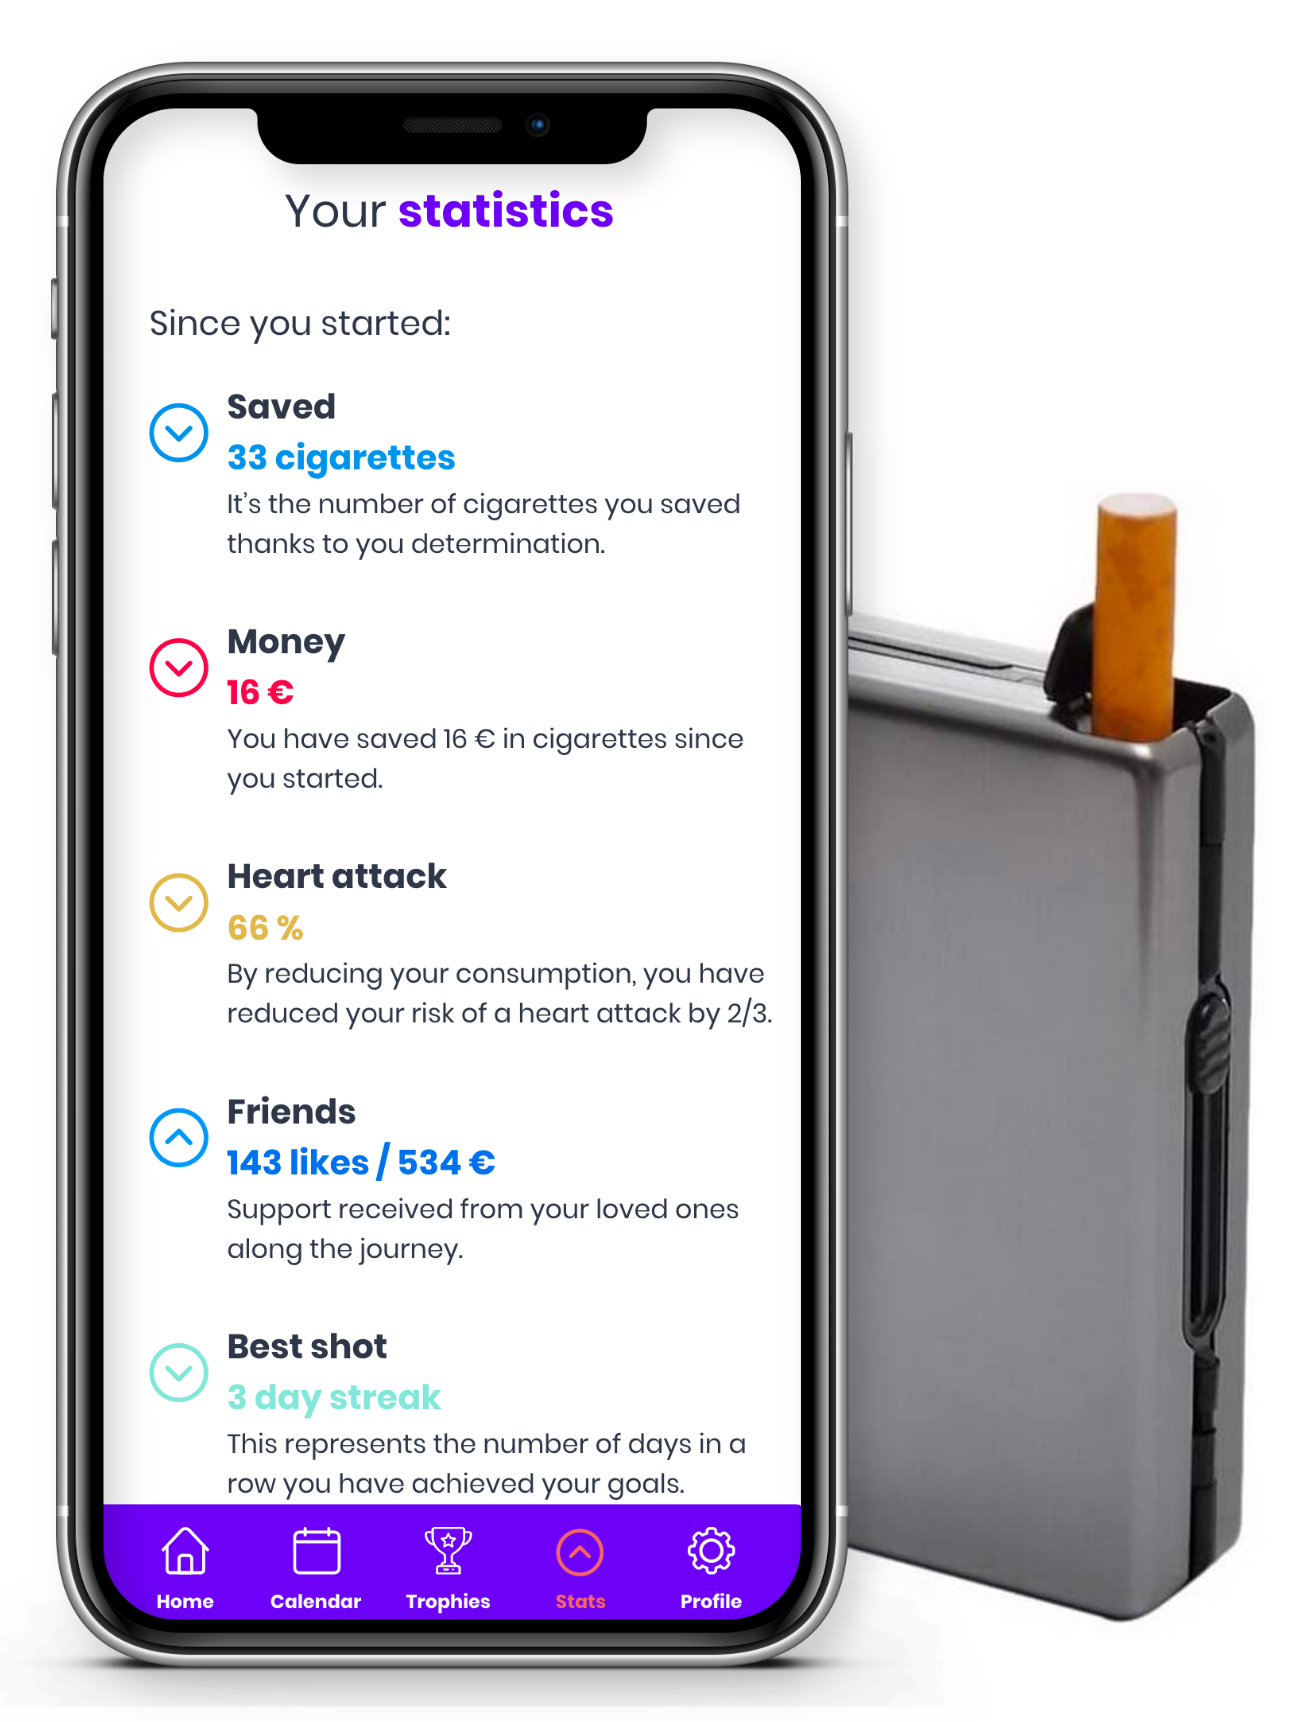 Your statistics
Since you started:
Saved
33 cigarettes
It's the number of cigarettes you saved
thanks to you determination.
Money
16 €
You have saved 16 € in cigarettes since
you started.
Heart attack
66 %
By reducing your consumption, you have
reduced your risk of a heart attack by 2/3.
Friends
143 likes / 534 €
Support received from your loved ones
along the journey.
Best shot
3 day streak
This represents the number of days in a
row you have achieved your goals.
Home Calendar Trophies Stats Profile